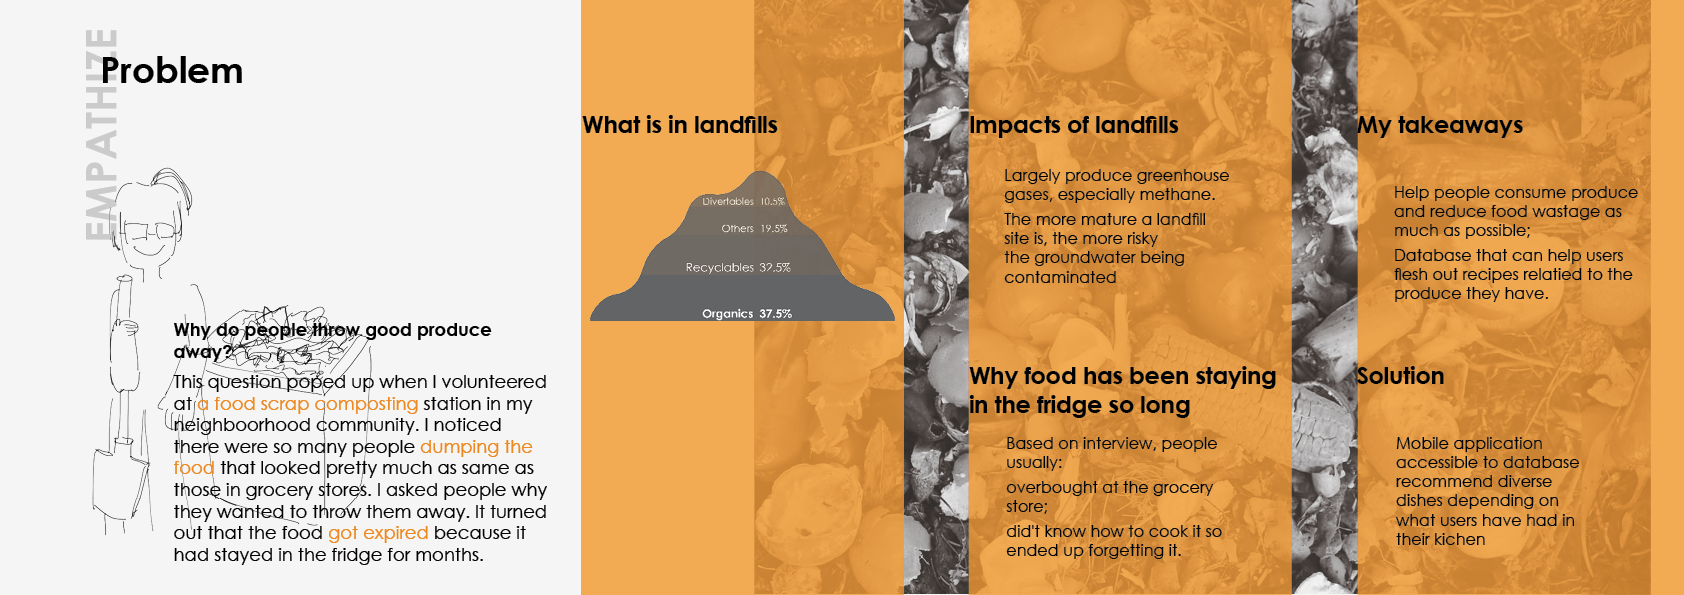 EMPATHIZE
Problem
Why do people throw good produce
away?
This question poped up when I volunteered
at a food scrap composting station in my
neighboorhood community. I noticed
there were so many people dumping the
food that looked pretty much as same as
those in grocery stores. I asked people why
they wanted to throw them away. It turned
out that the food got expired because it
had stayed in the fridge for months.
What is in landfills
Divertables 10.5%
Others 19.5%
Recyclables 32.5%
Organics 37.5%
Impacts of landfills
Largely produce greenhouse
gases, especially methane.
The more mature a landfill
site is, the more risky
the groundwater being
contaminated
Why food has been staying
in the fridge so long
Based on interview, people
usually:
overbought at the grocery
store;
did't know how to cook it so
ended up forgetting it.
My takeaways
Help people consume produce
and reduce food wastage as
much as possible;
Database that can help users
flesh out recipes relatied to the
produce they have.
Solution
Mobile application
accessible to database
recommend diverse
dishes depending on
what users have had in
their kichen